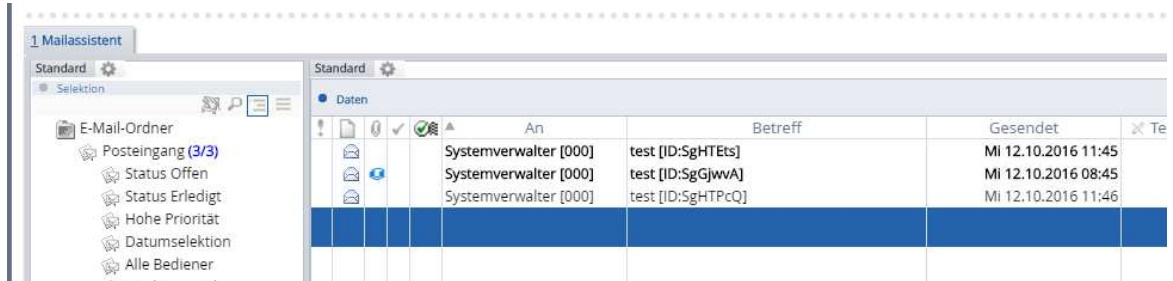 1 Mailassistent
Standard
Selektion
E-Mail-Ordner
Posteingang (3/3)
Status Offen
Status Erledigt
Hohe Priorität
Datumselektion
Alle Bediener
Standard
Daten
An Betreff Gesendet Te
Systemverwalter [000] test [ID:SgHTEts] Mi 12.10.2016 11:45
Systemverwalter [000] test [ID:SgGjwvA] Mi 12.10.2016 08:45
Systemverwalter [000] test [ID:SgHTPcQ] Mi 12.10.2016 11:46